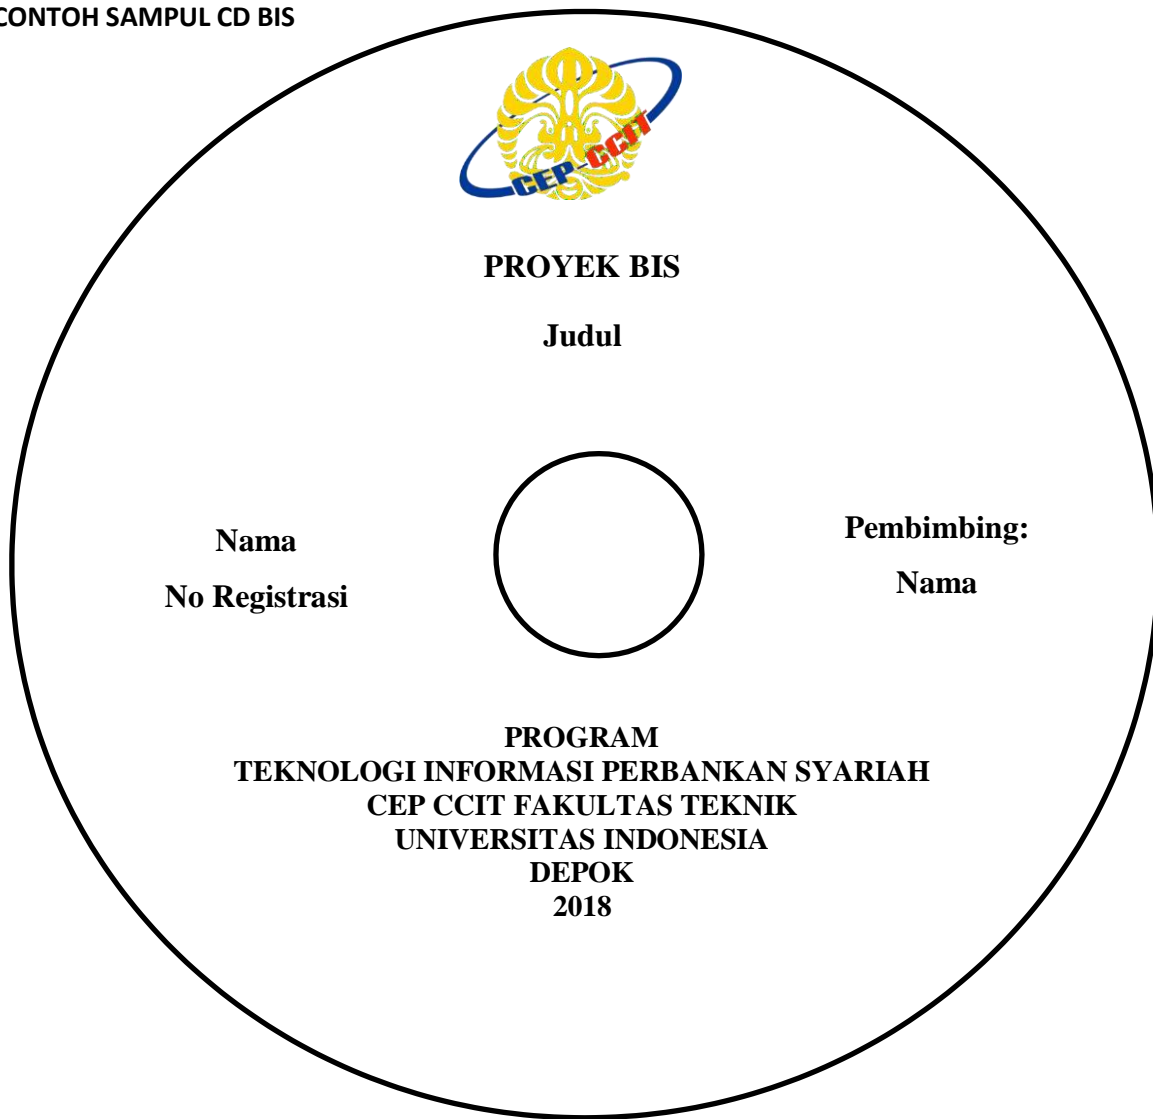 CONTOH SAMPUL CD BIS
CEP-CCIT
PROYEK BIS
Judul
Nama
No Registrasi
Pembimbing:
Nama
PROGRAM
TEKNOLOGI INFORMASI PERBANKAN SYARIAH
CEP CCIT FAKULTAS TEKNIK
UNIVERSITAS INDONESIA
DEPOK
2018